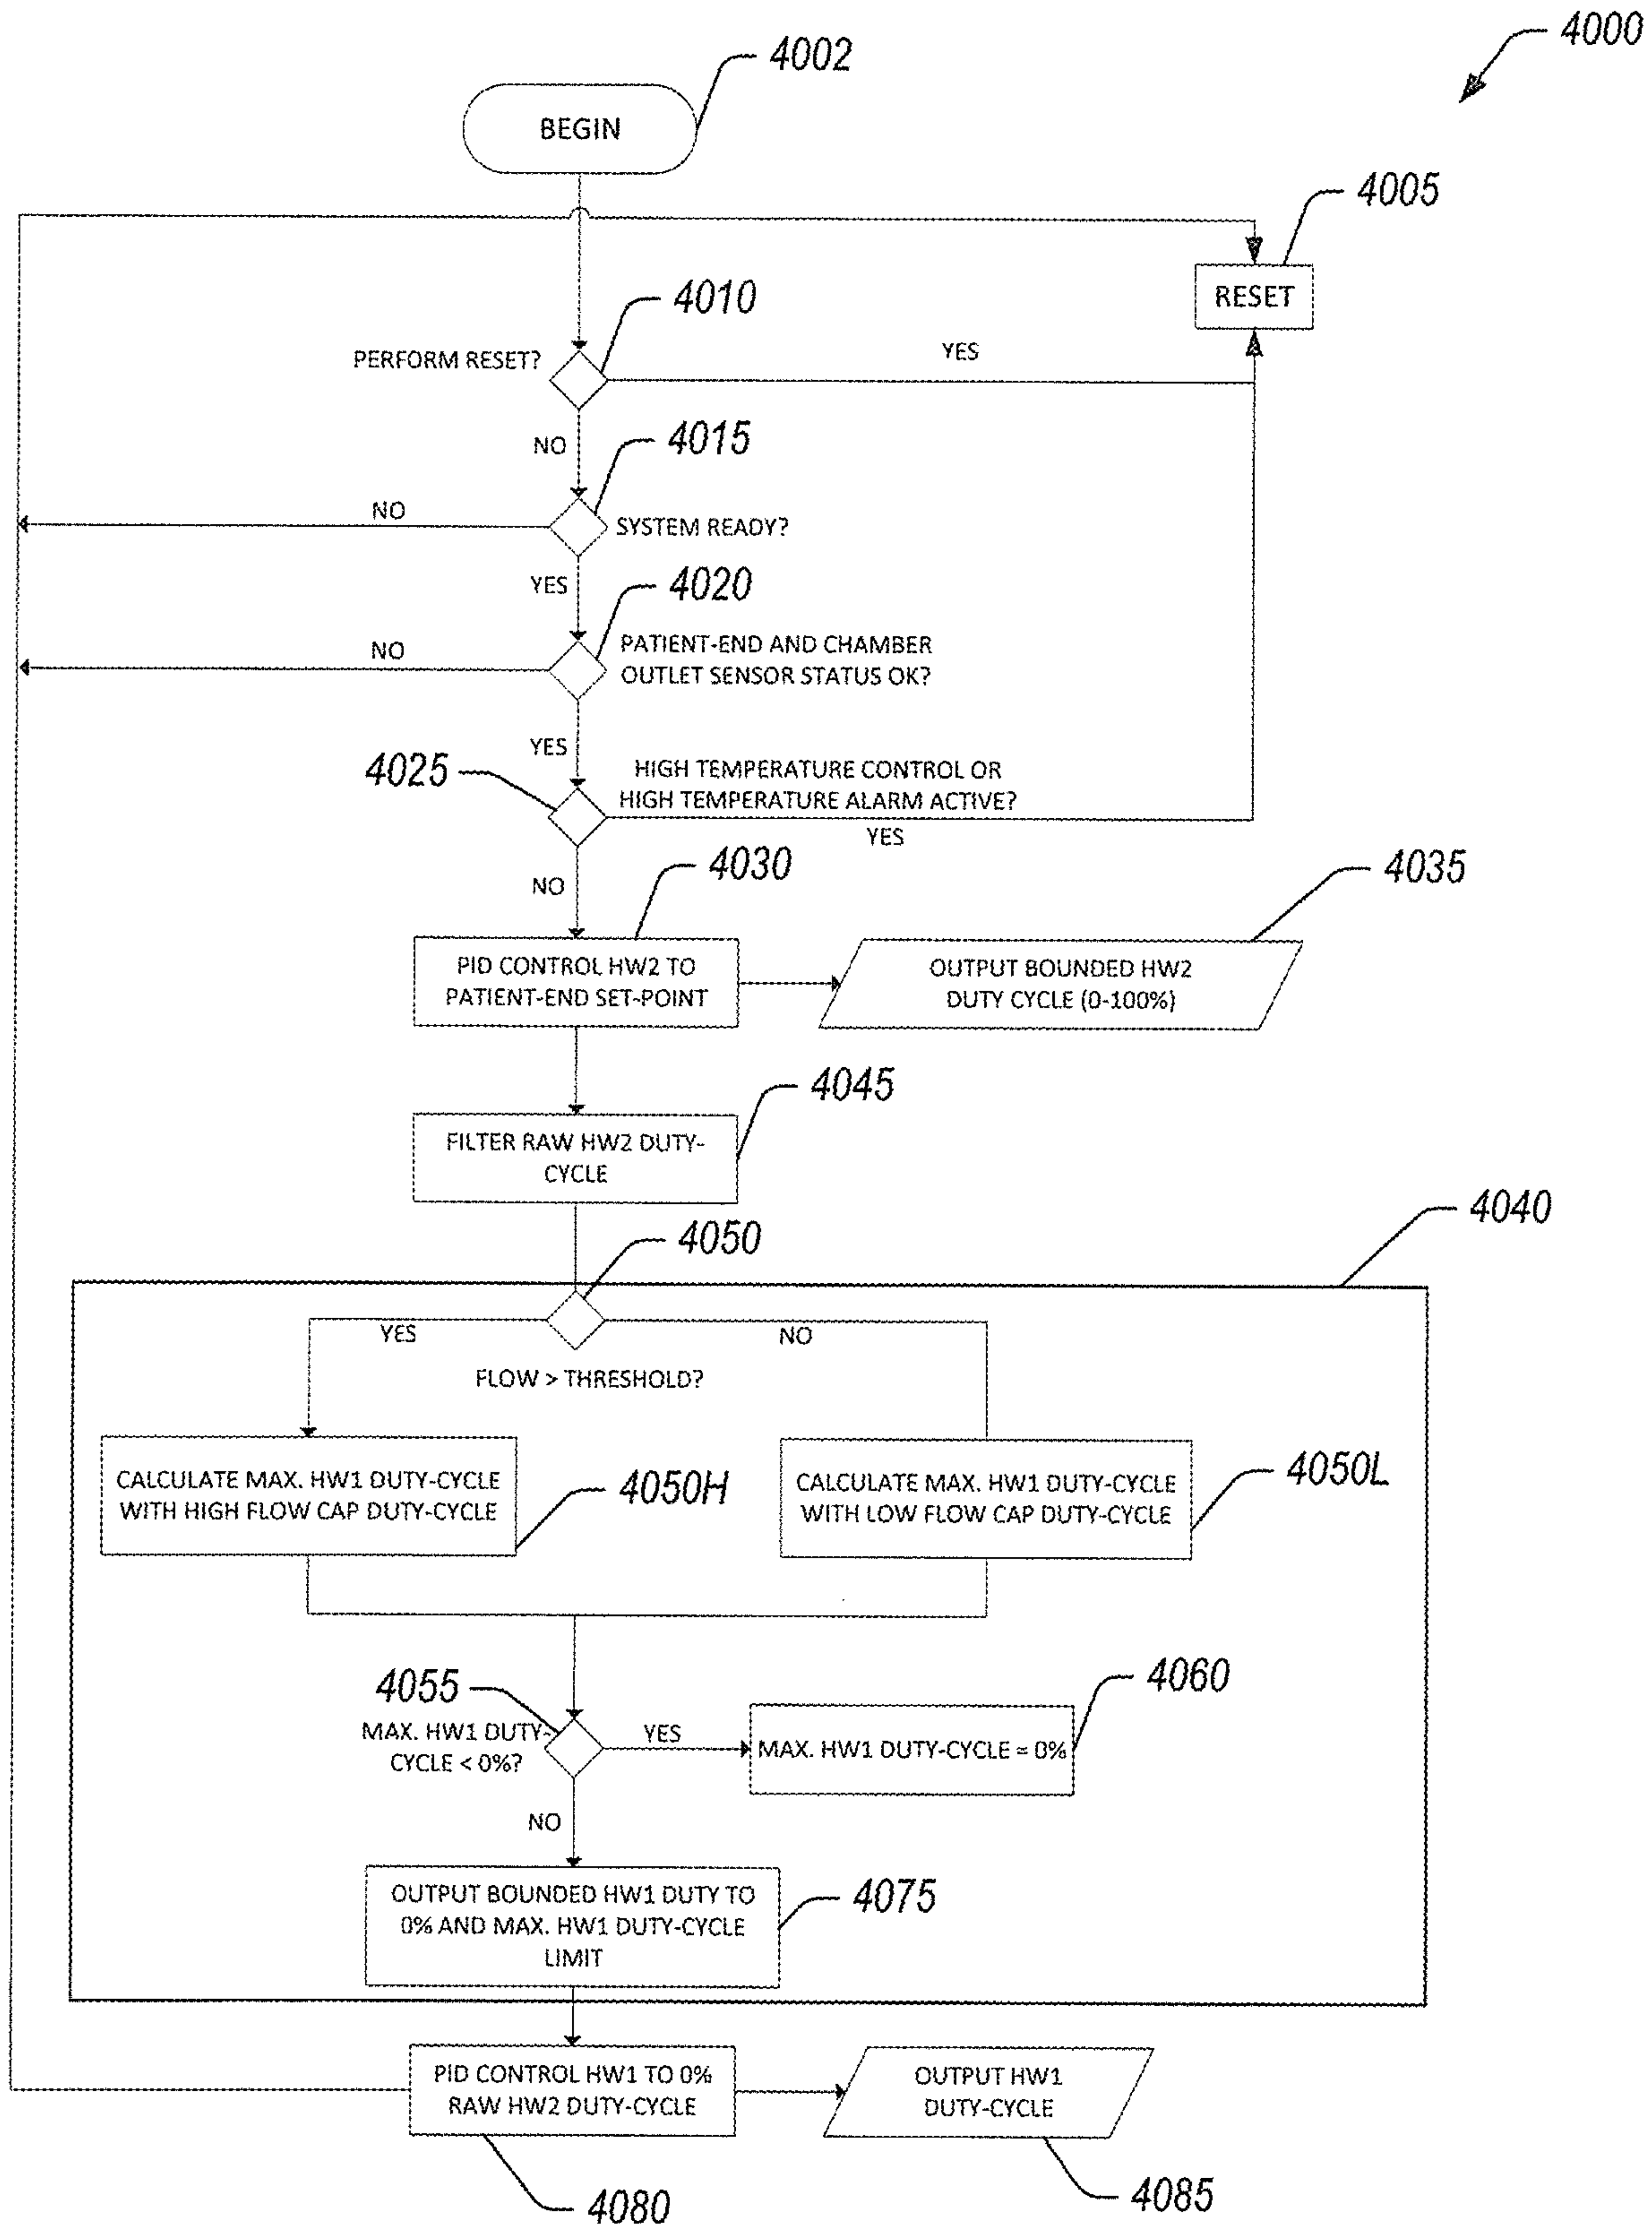 4000
4002
BEGIN
4005
RESET
4010
PERFORM RESET?
YES
NO
4015
NO
SYSTEM READY?
YES
4020
NO
PATIENT-END AND CHAMBER
OUTLET SENSOR STATUS OK?
YES
4025
HIGH TEMPERATURE CONTROL OR
HIGH TEMPERATURE ALARM ACTIVE?
YES
NO
4030
4035
PID CONTROL HW2 TO
PATIENT-END SET-POINT
OUTPUT BOUNDED HW2
DUTY CYCLE (0-100%)
4045
FILTER RAW HW2 DUTY-
CYCLE
4040
4050
YES
NO
FLOW > THRESHOLD?
CALCULATE MAX. HW1 DUTY-CYCLE
WITH HIGH FLOW CAP DUTY-CYCLE
4050H
CALCULATE MAX. HW1 DUTY-CYCLE
WITH LOW FLOW CAP DUTY-CYCLE
4050L
4055
MAX. HW1 DUTY-
CYCLE < 0%?
YES
4060
MAX. HW1 DUTY-CYCLE = 0%
NO
OUTPUT BOUNDED HW1 DUTY TO
0% AND MAX. HW1 DUTY-CYCLE
LIMIT
4075
PID CONTROL HW1 TO 0%
RAW HW2 DUTY-CYCLE
OUTPUT HW1
DUTY-CYCLE
4080
4085